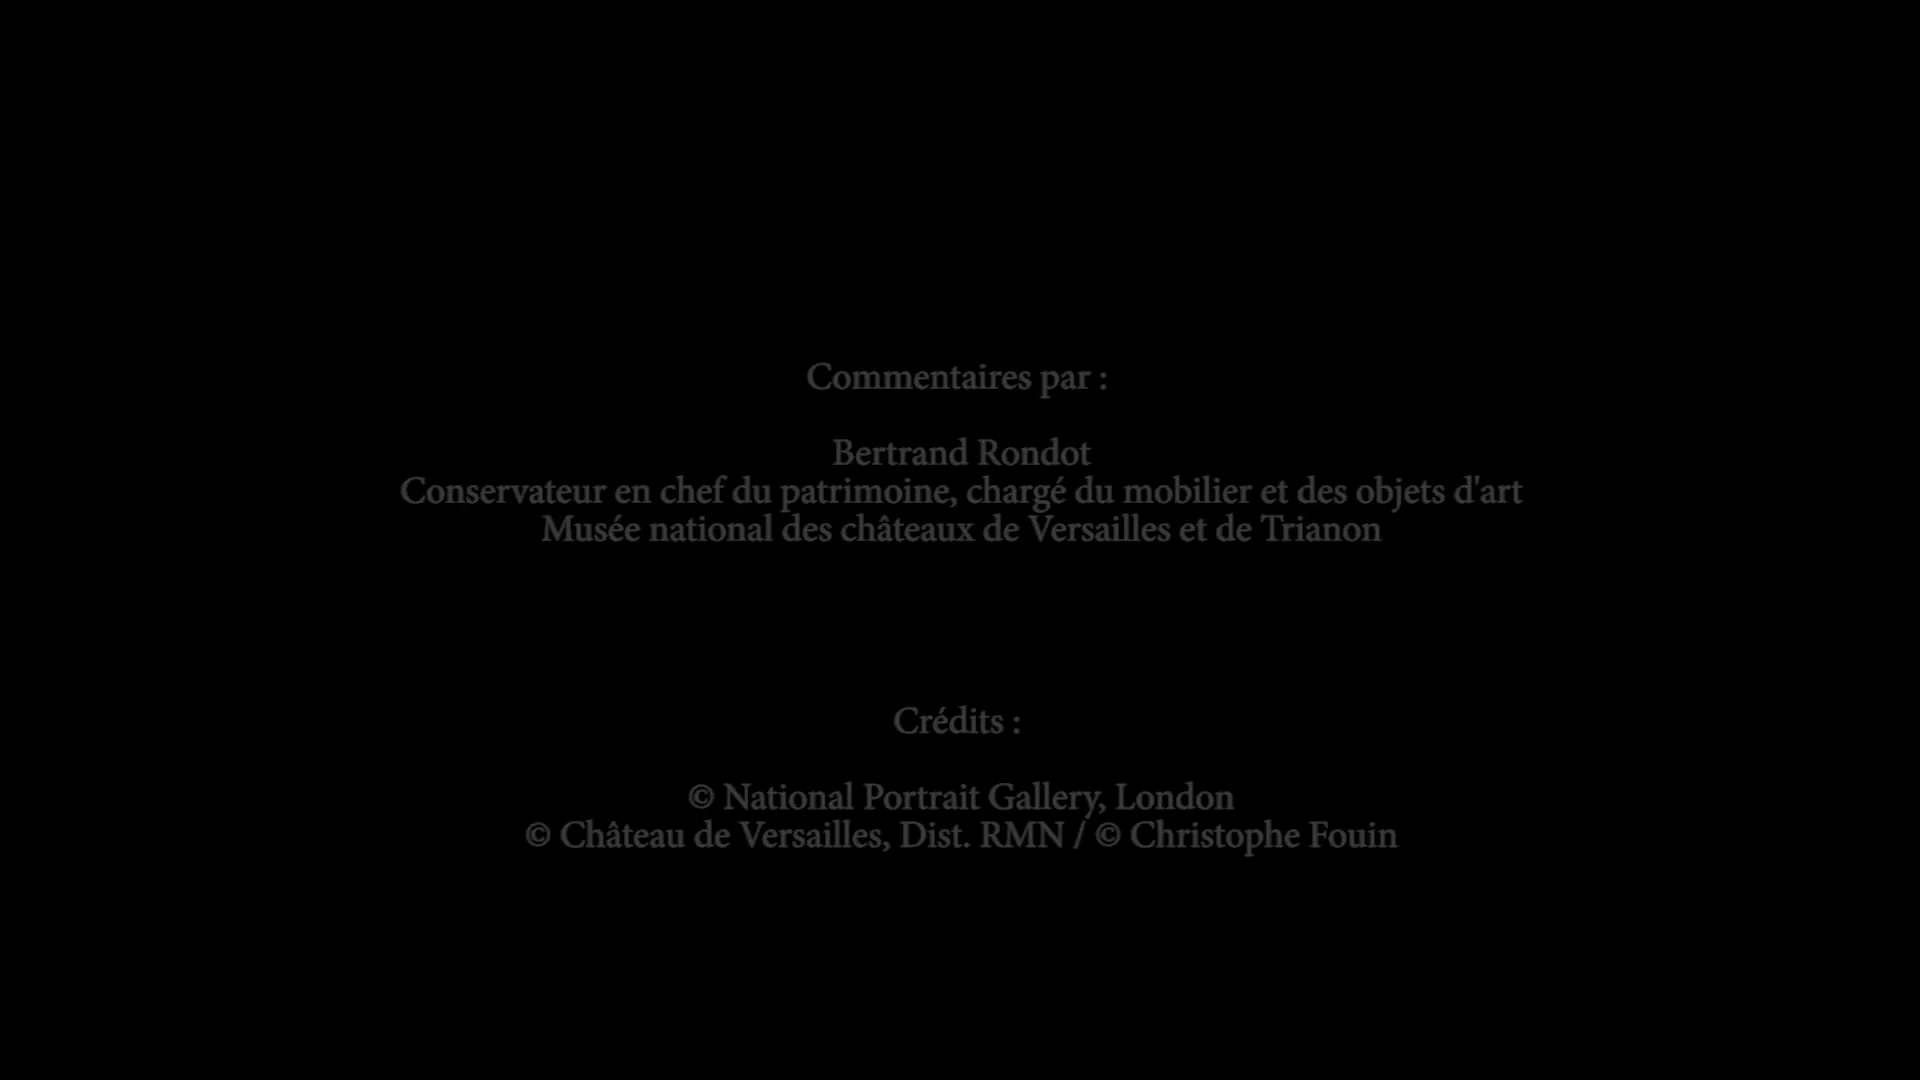 Commentaires par :
Bertrand Rondot
Conservateur en chef du patrimoine, chargé du mobilier et des objets d'art
Musée national des châteaux de Versailles et de Trianon
Crédits :
© National Portrait Gallery, London
© Château de Versailles, Dist. RMN / © Christophe Fouin